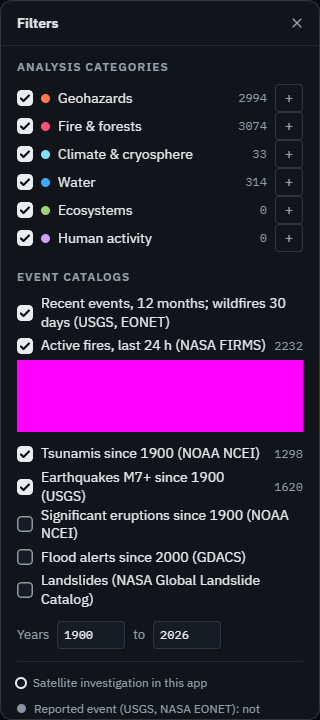 Filters
ANALYSIS CATEGORIES
Geohazards 2994 +
Fire & forests 3074 +
Climate & cryosphere 33 +
Water 314 +
Ecosystems 0 +
Human activity 0 +
EVENT CATALOGS
Recent events, 12 months; wildfires 30
days (USGS, EONET)
Active fires, last 24 h (NASA FIRMS) 2232
Tsunamis since 1900 (NOAA NCEI) 1298
Earthquakes M7+ since 1900
(USGS) 1620
Significant eruptions since 1900 (NOAA
NCEI)
Flood alerts since 2000 (GDACS)
Landslides (NASA Global Landslide
Catalog)
Years 1900 to 2026
Satellite investigation in this app
Reported event (USGS, NASA EONET): not